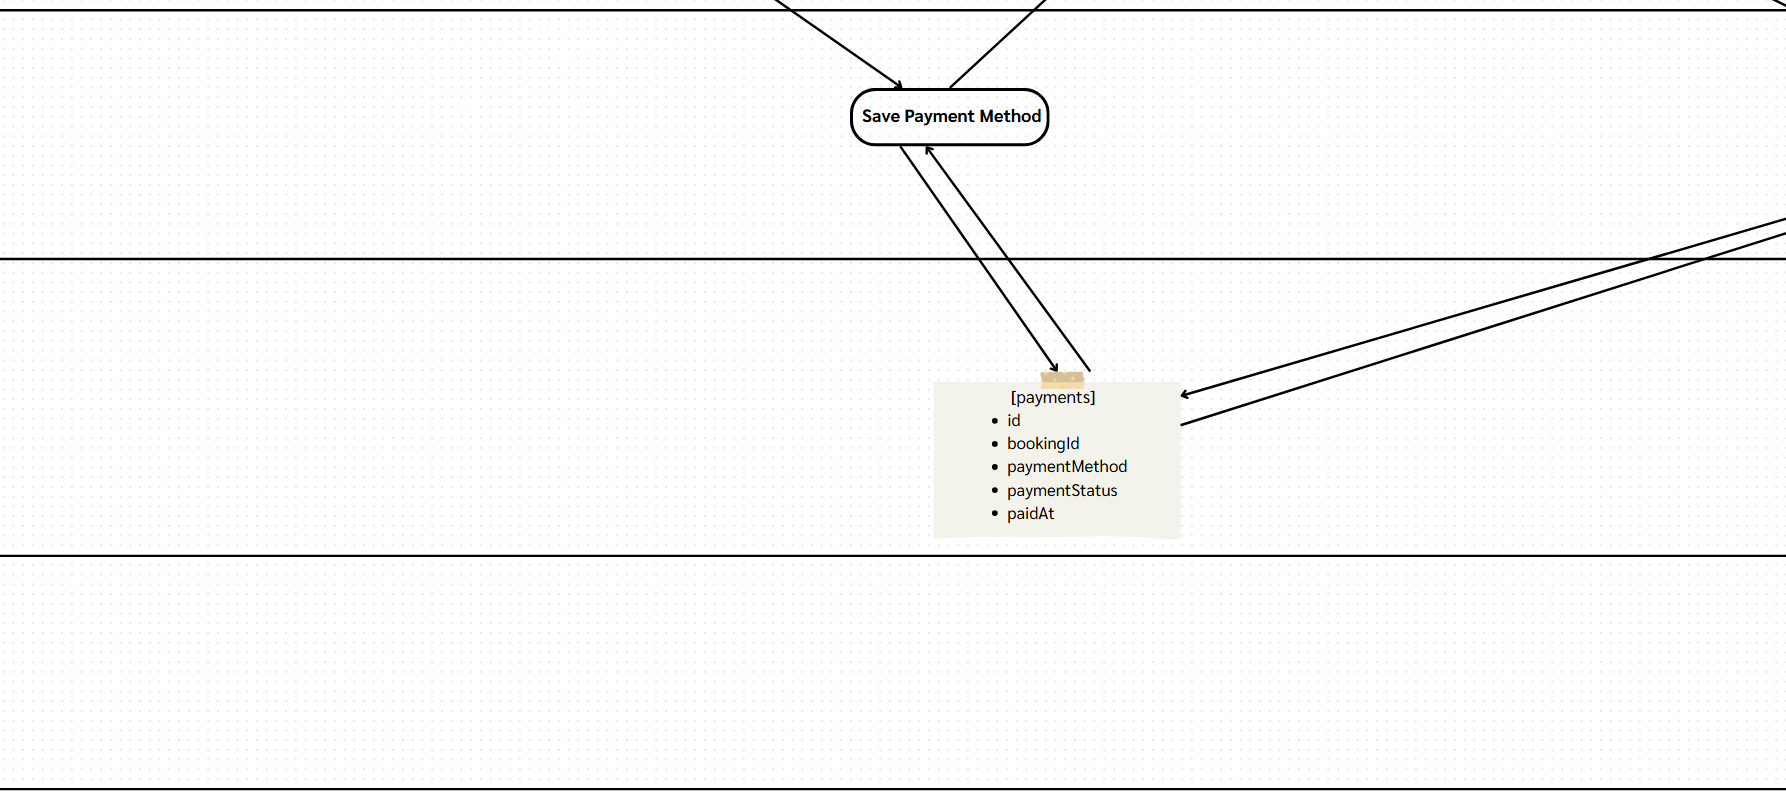 Save Payment Method
[payments]
id
bookingId
paymentMethod
paymentStatus
paidAt